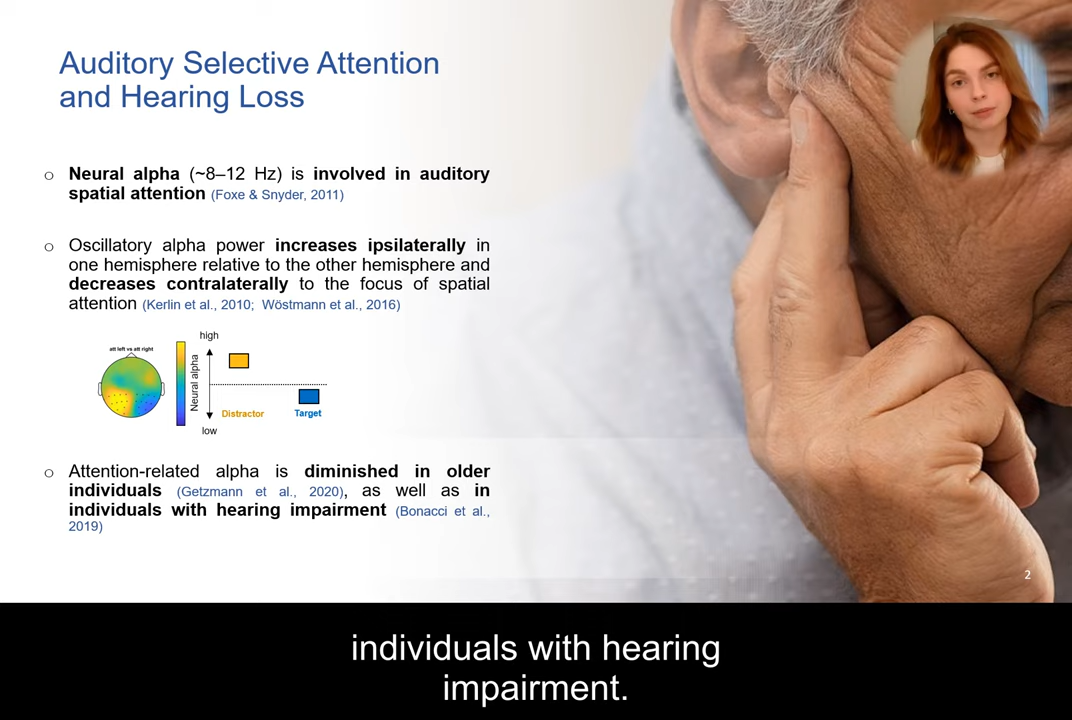 Auditory Selective Attention
and Hearing Loss
○ Neural alpha (~8–12 Hz) is involved in auditory
spatial attention (Foxe & Snyder, 2011)
○ Oscillatory alpha power increases ipsilaterally in
one hemisphere relative to the other hemisphere and
decreases contralaterally to the focus of spatial
attention (Kerlin et al., 2010; Wöstmann et al., 2016)
att left vs att right
Neural alpha
high
low
Distractor
Target
○ Attention-related alpha is diminished in older
individuals (Getzmann et al., 2020), as well as in
individuals with hearing impairment (Bonacci et al.,
2019)
2
individuals with hearing
impairment.